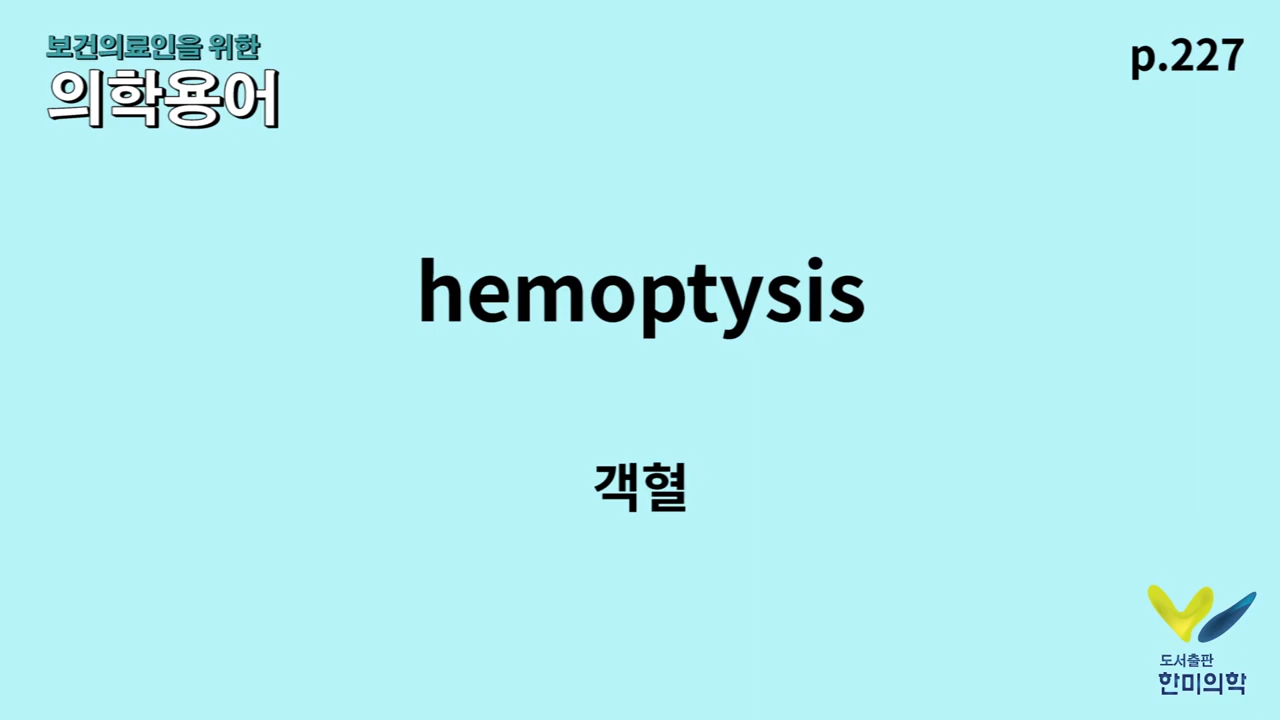 보건의료인을 위한
의학용어
p.227
hemoptysis
객혈
도서출판
한미의학